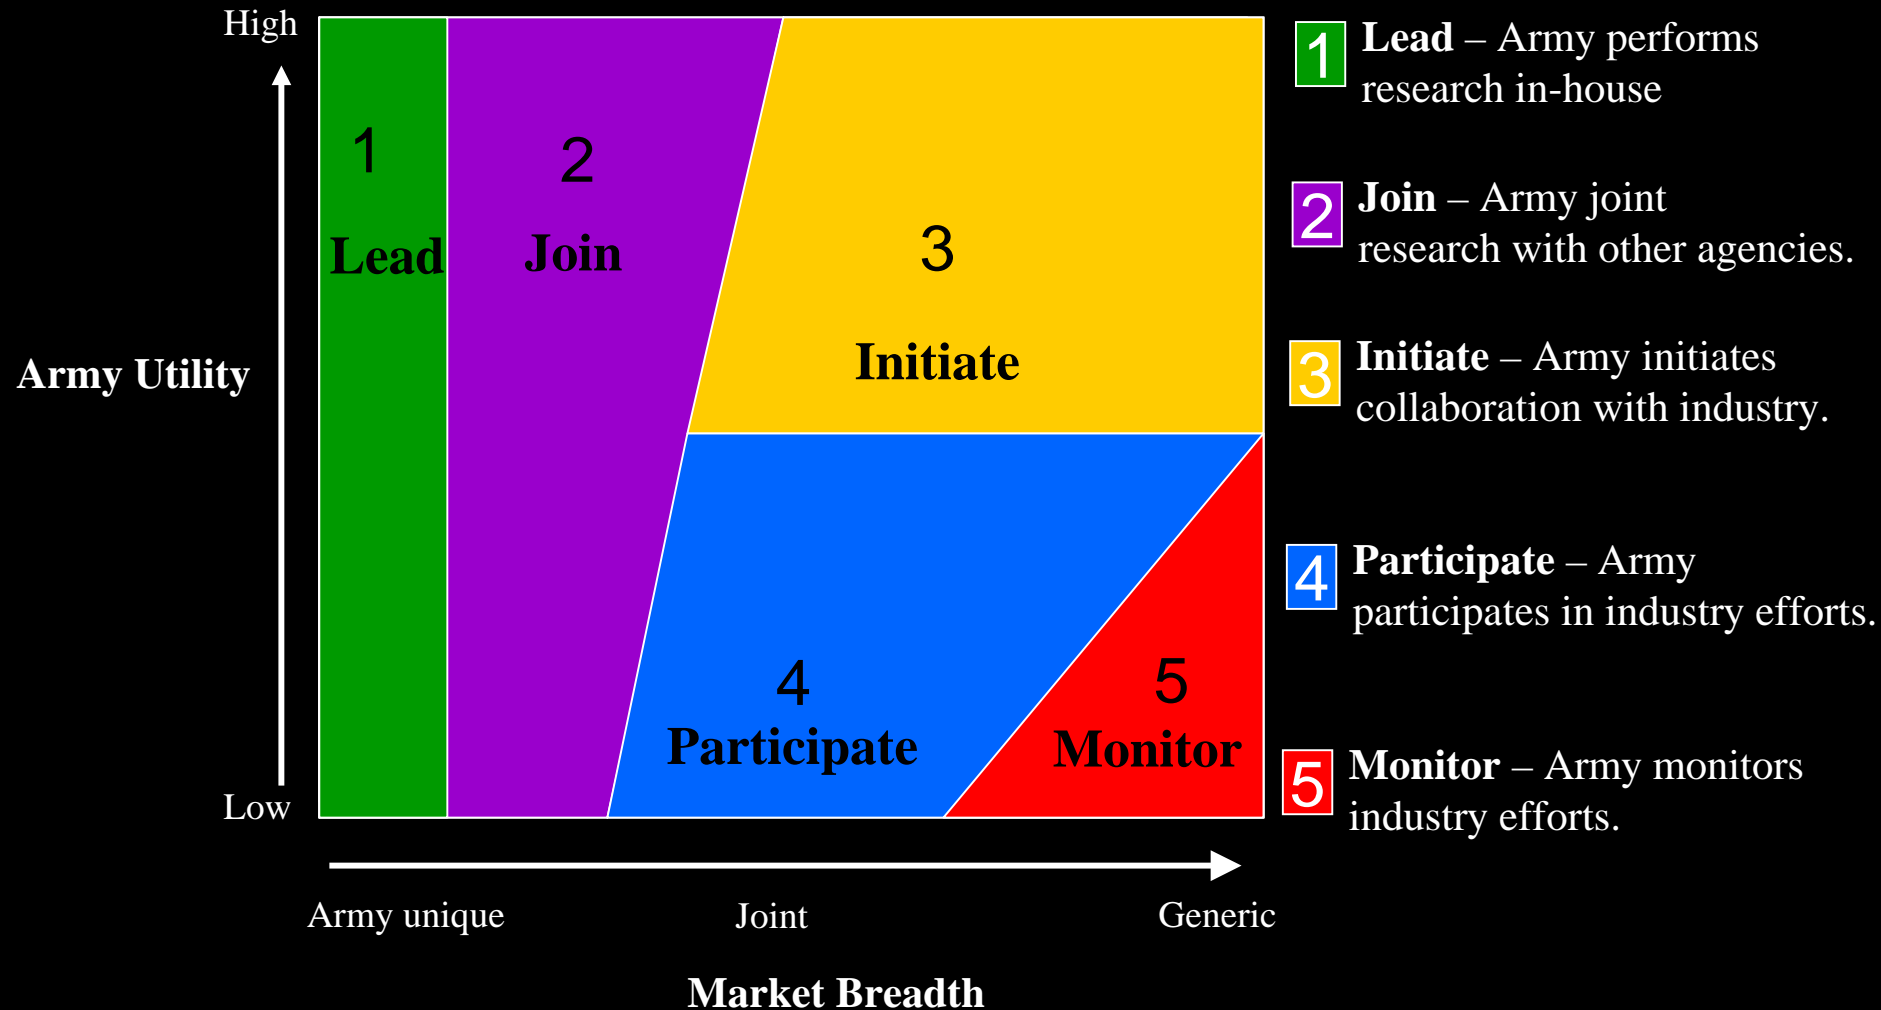 High
Army Utility
Low
1
Lead
2
Join
3
Initiate
4
Participate
5
Monitor
Army unique
Joint
Generic
Market Breadth
1
Lead – Army performs
research in-house
2
Join – Army joint
research with other agencies.
3
Initiate – Army initiates
collaboration with industry.
4
Participate – Army
participates in industry efforts.
5
Monitor – Army monitors
industry efforts.